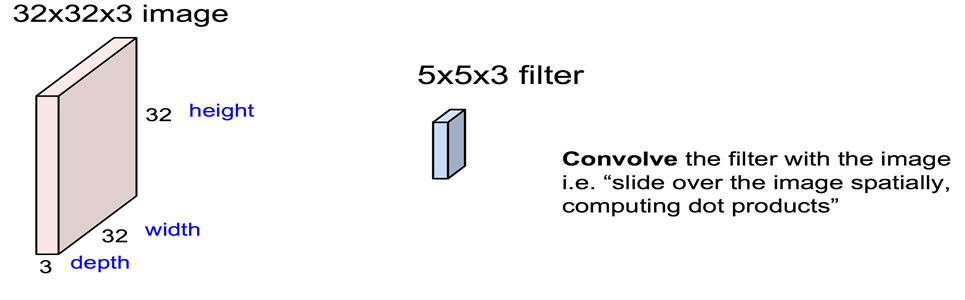 32x32x3 image
5x5x3 filter
32 height
Convolve the filter with the image
i.e. “slide over the image spatially,
computing dot products”
32 width
3 depth